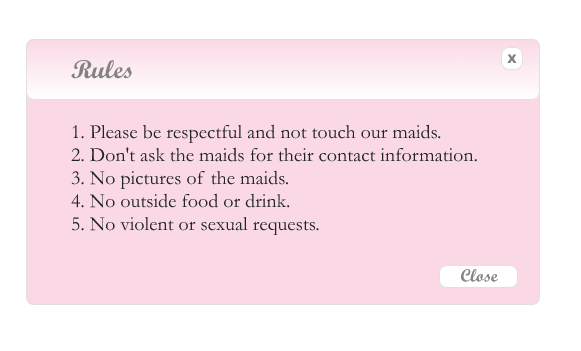 Rules
x
1. Please be respectful and not touch our maids.
2. Don't ask the maids for their contact information.
3. No pictures of the maids.
4. No outside food or drink.
5. No violent or sexual requests.
Close